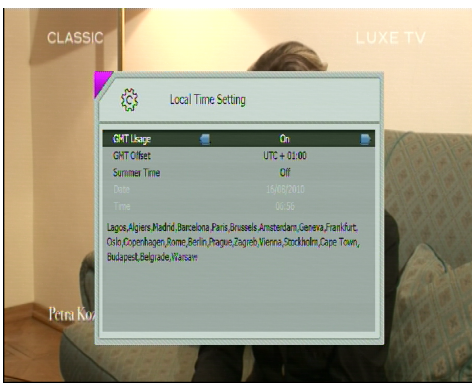 CLASSIC
LUXE TV
Local Time Setting
GMT Usage On
GMT Offset UTC + 01:00
Summer Time Off
Date 16/08/2010
Time 01:56
Lagos,Algiers,Madrid,Barcelona,Paris,Brussels,Amsterdam,Geneva,Frankfurt,
Oslo,Copenhagen,Rome,Berlin,Prague,Zagreb,Vienna,Stockholm,Cape Town,
Budapest,Belgrade,Warsaw
Petra Koz